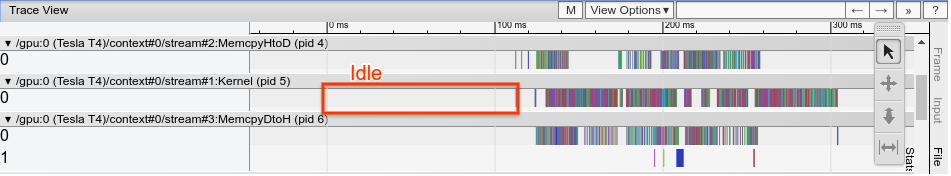 Trace View
M
View Options ▾
← → » ?
0 ms
100 ms
200 ms
300 ms
▼ /gpu:0 (Tesla T4)/context#0/stream#2:MemcpyHtoD (pid 4)
0
Idle
▼ /gpu:0 (Tesla T4)/context#0/stream#1:Kernel (pid 5)
0
▼ /gpu:0 (Tesla T4)/context#0/stream#3:MemcpyDtoH (pid 6)
0
1
Frame
Input
File